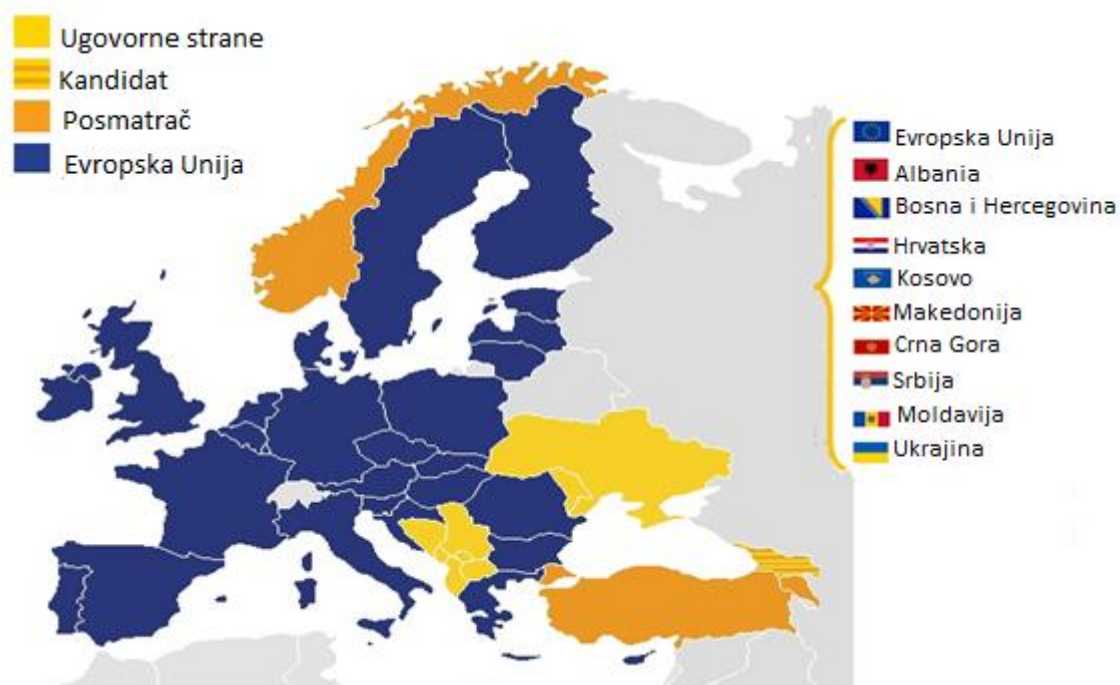 Ugovorne strane
Kandidat
Posmatrač
Evropska Unija
Evropska Unija
Albania
Bosna i Hercegovina
Hrvatska
Kosovo
Makedonija
Crna Gora
Srbija
Moldavija
Ukrajina